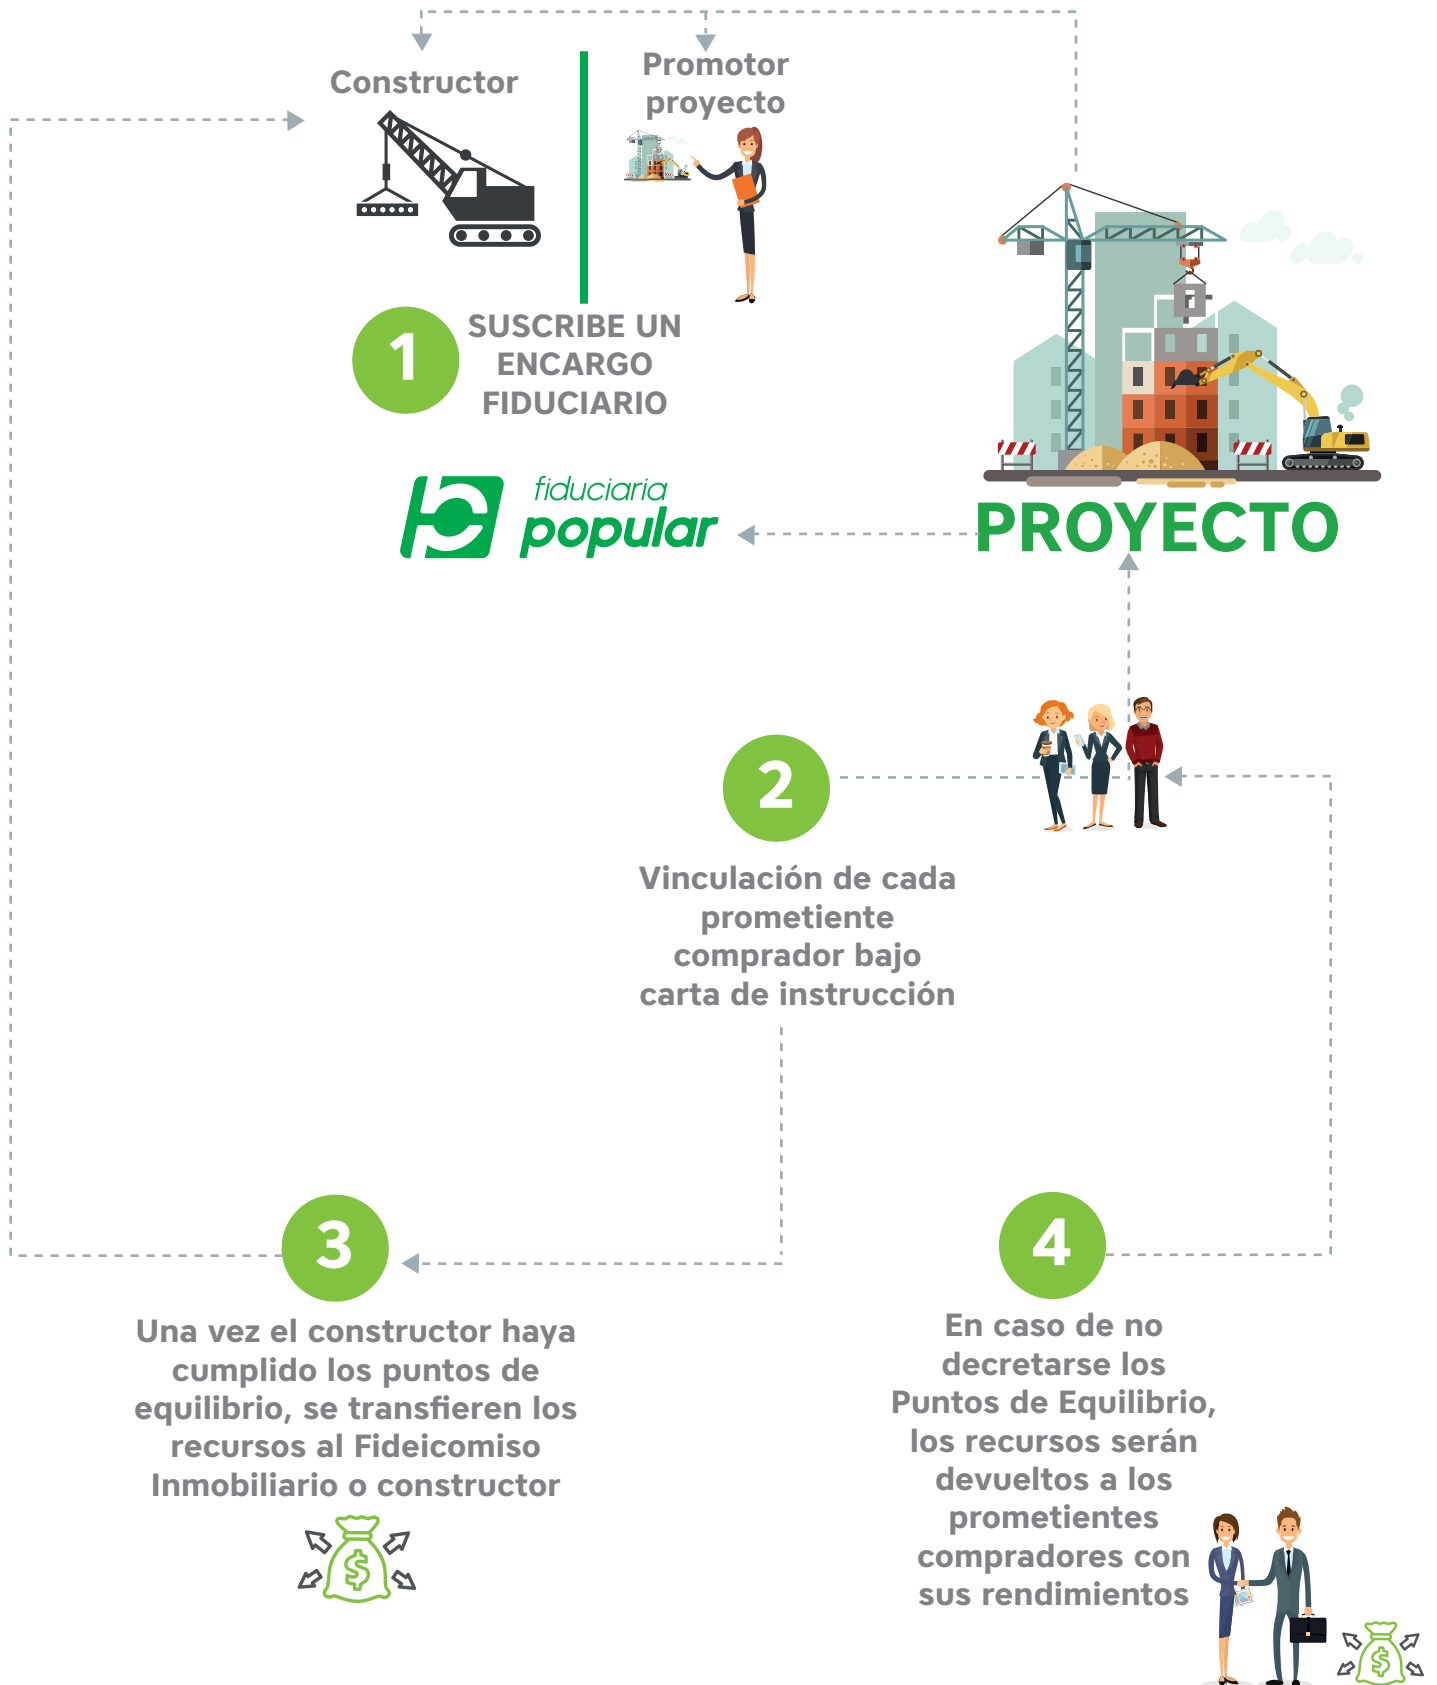 Constructor
Promotor
proyecto
1
SUSCRIBE UN
ENCARGO
FIDUCIARIO
fiduciaria
popular
PROYECTO
2
Vinculación de cada
prometiente
comprador bajo
carta de instrucción
3
Una vez el constructor haya
cumplido los puntos de
equilibrio, se transfieren los
recursos al Fideicomiso
Inmobiliario o constructor
$
4
En caso de no
decretarse los
Puntos de Equilibrio,
los recursos serán
devueltos a los
prometientes
compradores con
sus rendimientos
$